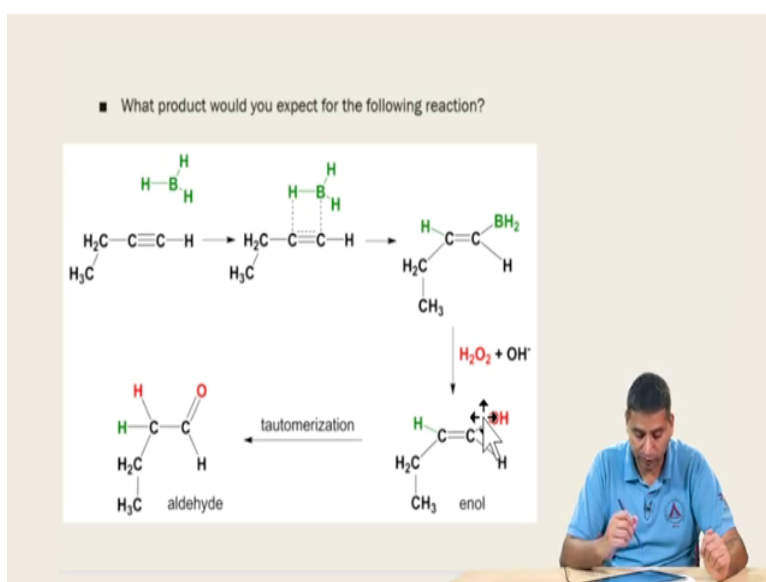 ■ What product would you expect for the following reaction?
H
H–B
H
H₂C–C≡C–H
H₃C
H
H–B
H
H₂C–C≡C–H
H₃C
H BH₂
C=C
H₂C H
CH₃
H₂O₂ + OH⁻
H O
H–C–C
H₂C H
H₃C aldehyde
tautomerization
H
C=C
H₂C H
CH₃ enol